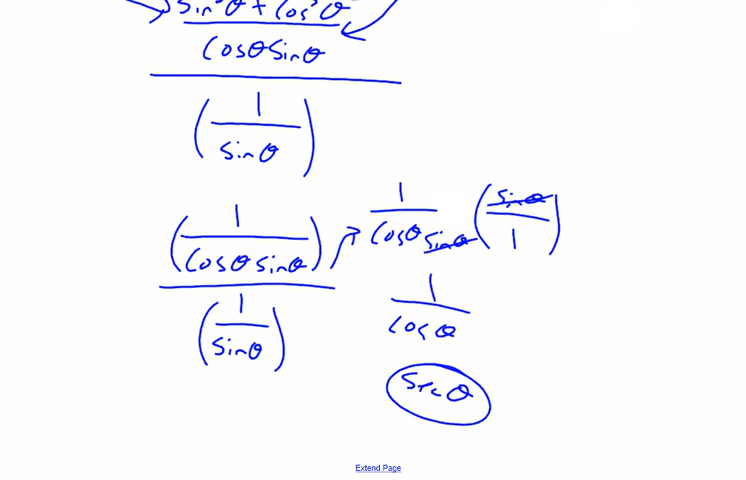 sin²θ + cos²θ
cosθ sinθ
(1
sinθ)
(1
cosθ sinθ)
(1
sinθ)
1
cosθ sinθ
(sinθ
1)
1
cosθ
secθ
Extend Page